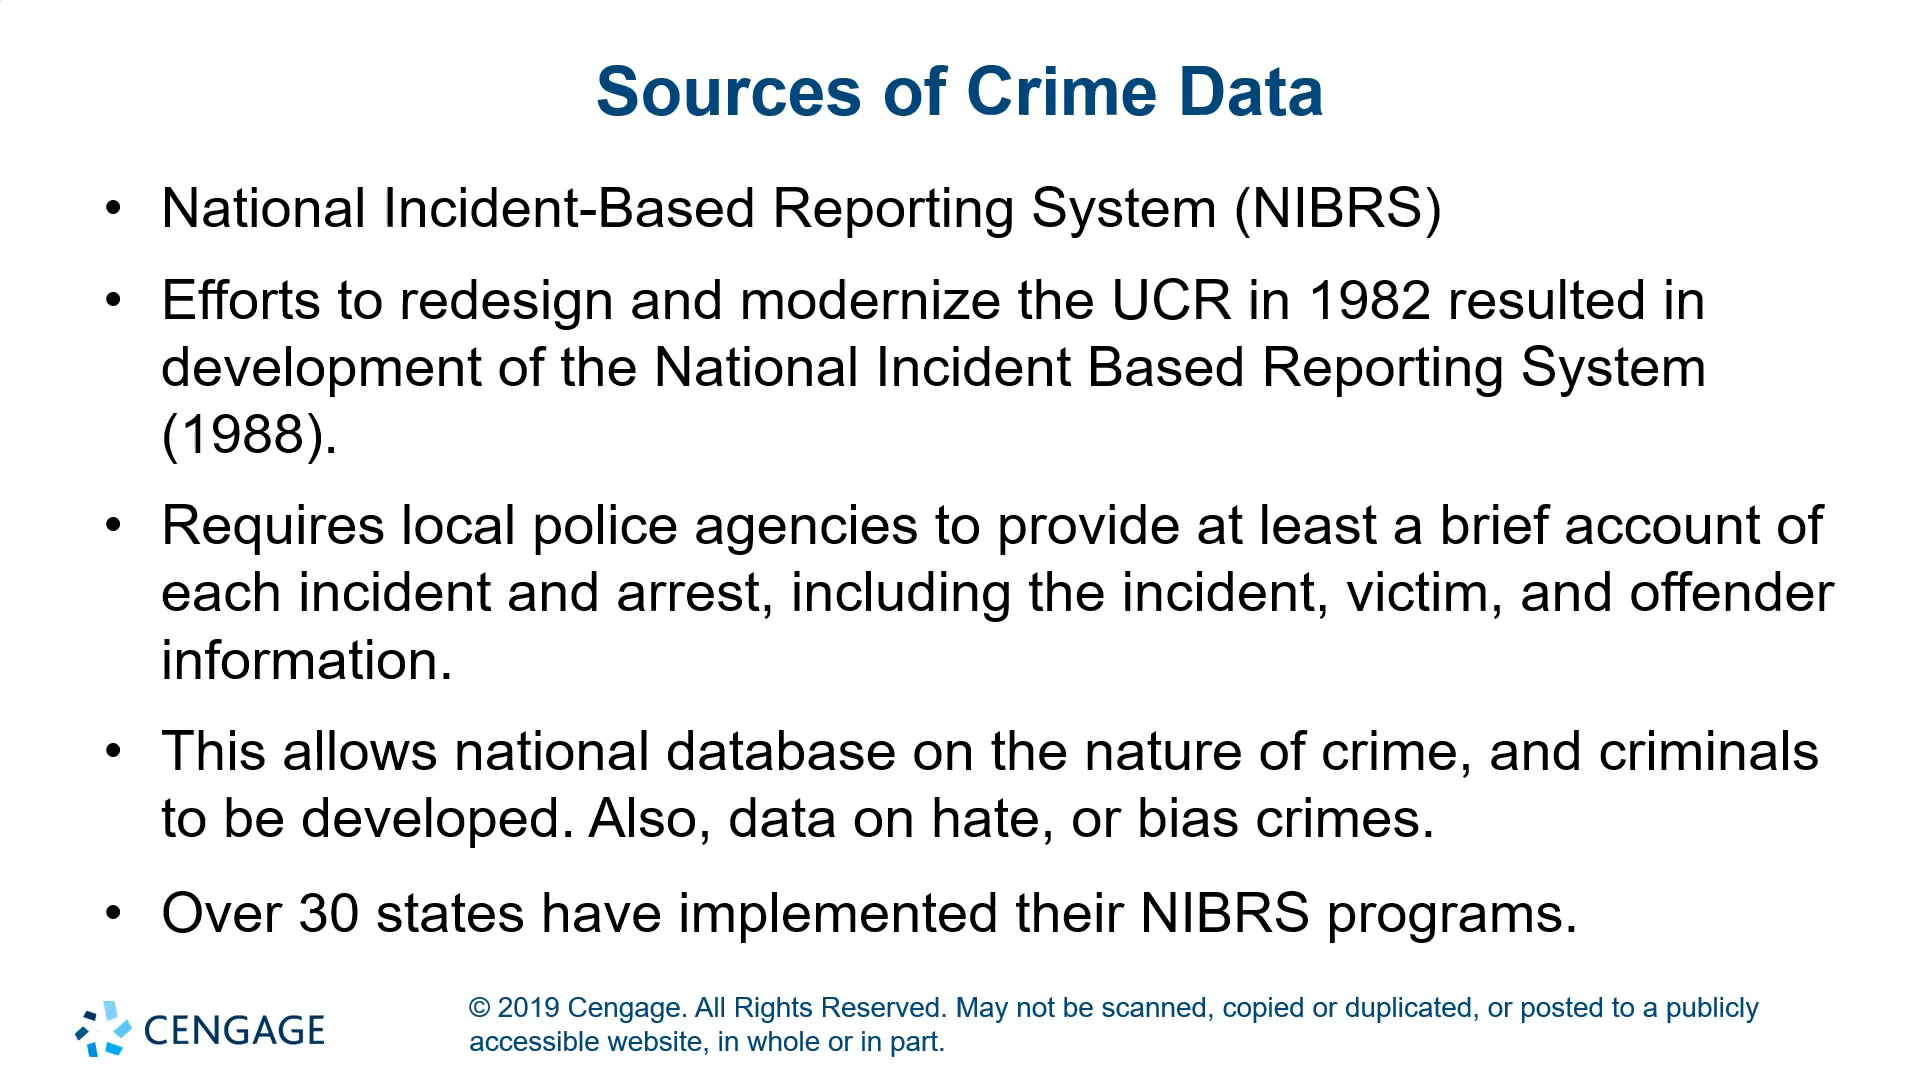 Sources of Crime Data
• National Incident-Based Reporting System (NIBRS)
• Efforts to redesign and modernize the UCR in 1982 resulted in
development of the National Incident Based Reporting System
(1988).
• Requires local police agencies to provide at least a brief account of
each incident and arrest, including the incident, victim, and offender
information.
• This allows national database on the nature of crime, and criminals
to be developed. Also, data on hate, or bias crimes.
• Over 30 states have implemented their NIBRS programs.
CENGAGE
© 2019 Cengage. All Rights Reserved. May not be scanned, copied or duplicated, or posted to a publicly
accessible website, in whole or in part.